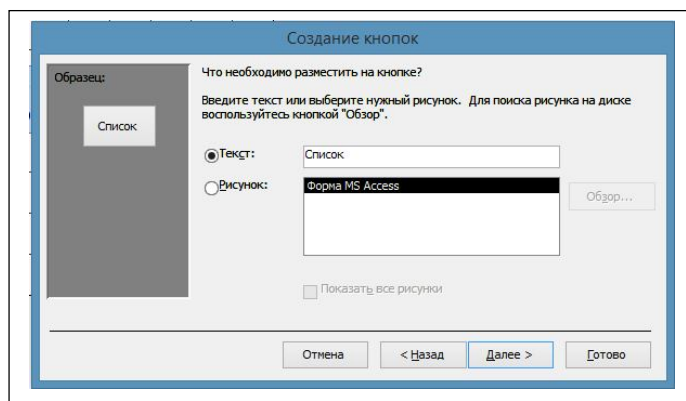 Создание кнопок
Образец:
Список
Что необходимо разместить на кнопке?
Введите текст или выберите нужный рисунок. Для поиска рисунка на диске
воспользуйтесь кнопкой "Обзор".
Текст:
Список
Рисунок:
Форма MS Access
Обзор...
Показать все рисунки
Отмена
< Назад
Далее >
Готово